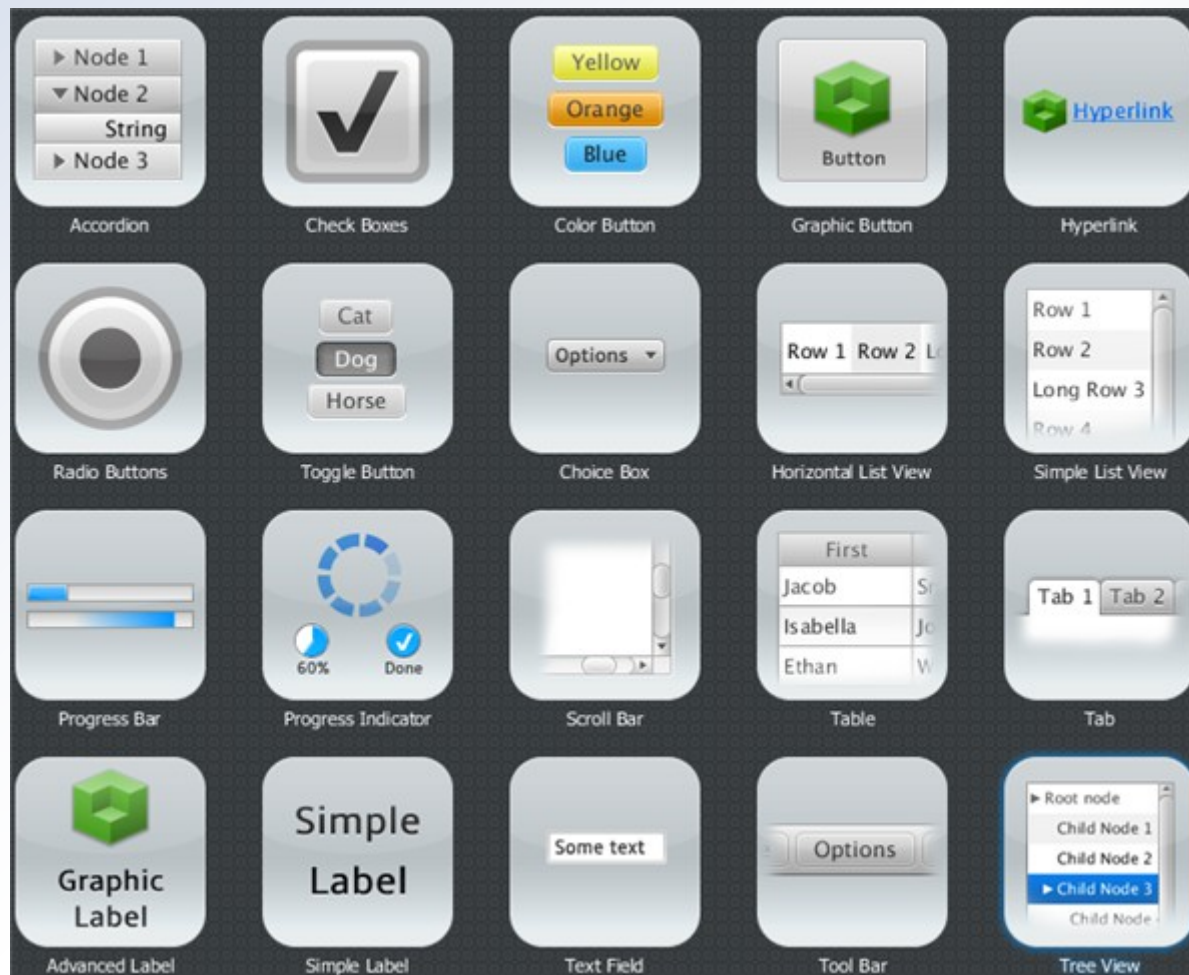 Node 1
Node 2
String
Node 3
Accordion
Check Boxes
Yellow
Orange
Blue
Color Button
Button
Graphic Button
Hyperlink
Hyperlink
Radio Buttons
Cat
Dog
Horse
Toggle Button
Options
Choice Box
Row 1 Row 2
Horizontal List View
Row 1
Row 2
Long Row 3
Row 4
Simple List View
Progress Bar
60% Done
Progress Indicator
Scroll Bar
First
Jacob
Isabella
Ethan
Table
Tab 1 Tab 2
Tab
Graphic
Label
Advanced Label
Simple
Label
Simple Label
Some text
Text Field
Options
Tool Bar
Root node
Child Node 1
Child Node 2
Child Node 3
Child Node
Tree View